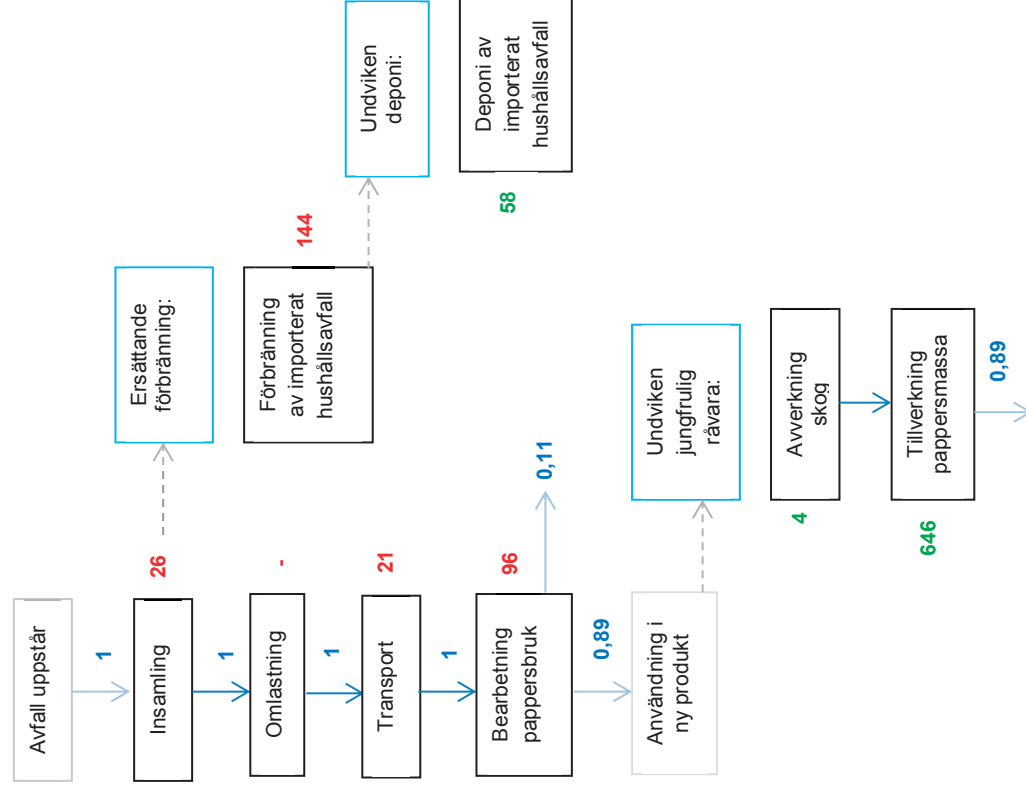 Avfall uppstår
1
Insamling
26
1
Omlastning
-
1
Transport
21
1
Bearbetning
pappersbruk
96
0,11
0,89
Användning i
ny produkt
Ersättande
förbränning:
Förbränning
av importerat
hushållsavfall
144
Undviken
deponi:
Deponi av
importerat
hushållsavfall
58
Undviken
jungfrulig
råvara:
Avverkning
skog
4
Tillverkning
pappersmassa
646
0,89